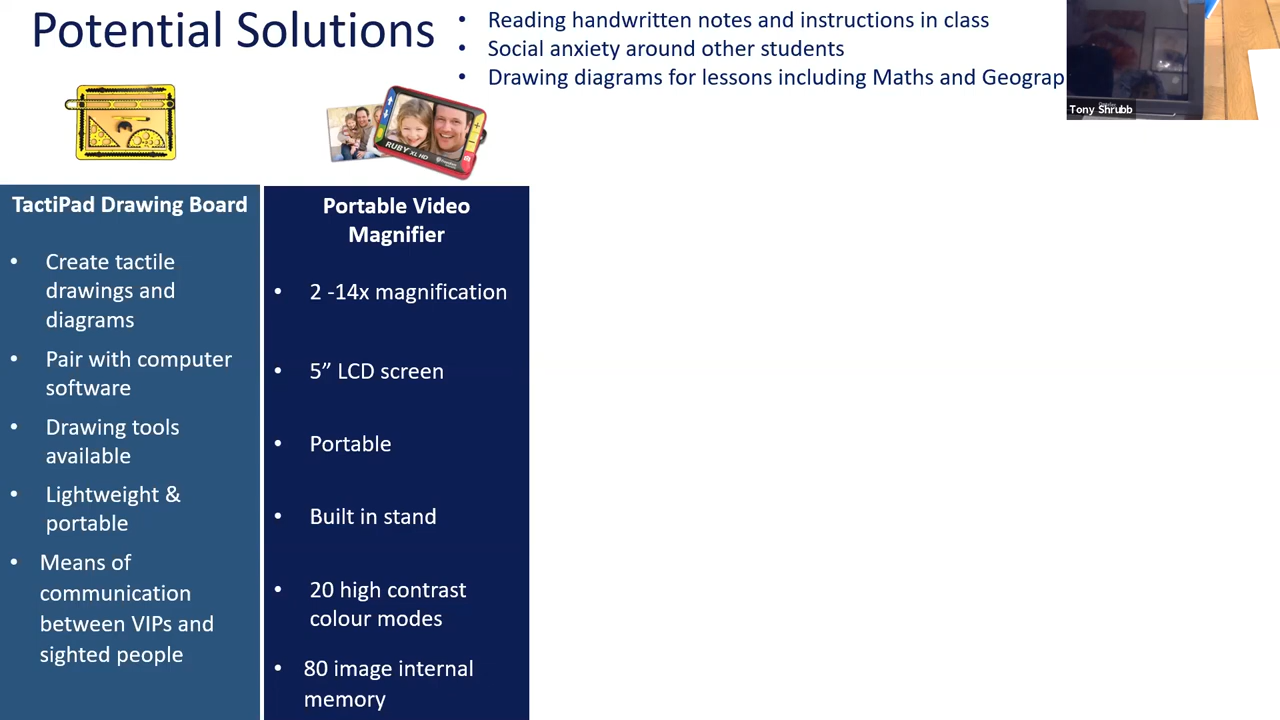 Potential Solutions
• Reading handwritten notes and instructions in class
• Social anxiety around other students
• Drawing diagrams for lessons including Maths and Geograp
Tony Shrubb
RUBY XL HD
TactiPad Drawing Board
• Create tactile
drawings and
diagrams
• Pair with computer
software
• Drawing tools
available
• Lightweight &
portable
• Means of
communication
between VIPs and
sighted people
Portable Video
Magnifier
• 2 -14x magnification
• 5” LCD screen
• Portable
• Built in stand
• 20 high contrast
colour modes
• 80 image internal
memory